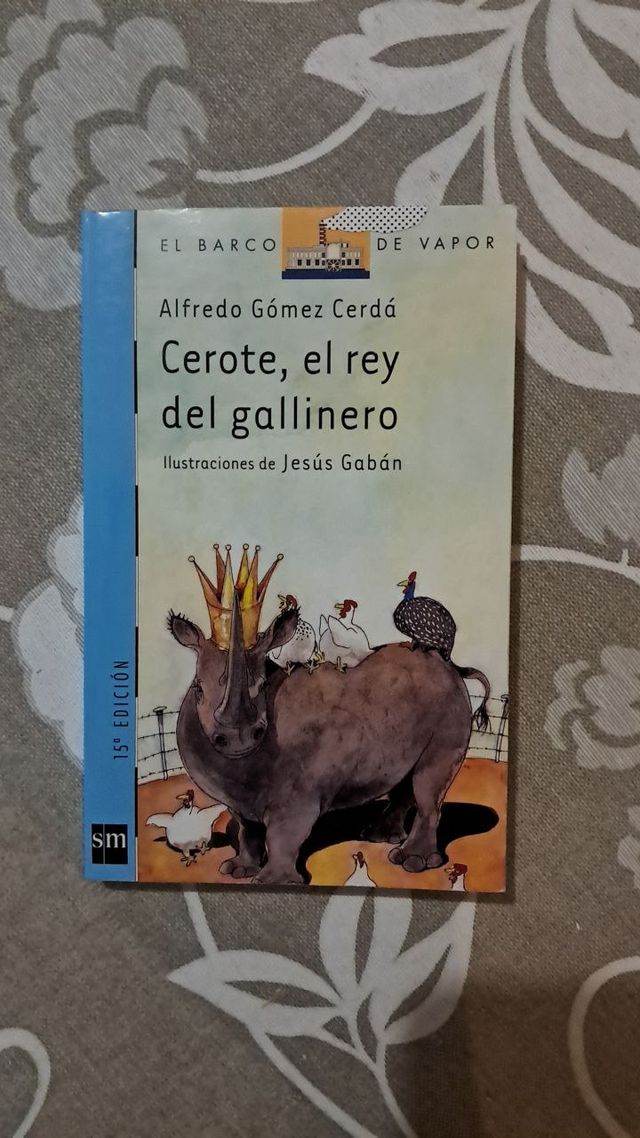 EL BARCO DE VAPOR
Alfredo Gómez Cerdá
Cerote, el rey
del gallinero
Ilustraciones de Jesús Gabán
15ª EDICIÓN
sm